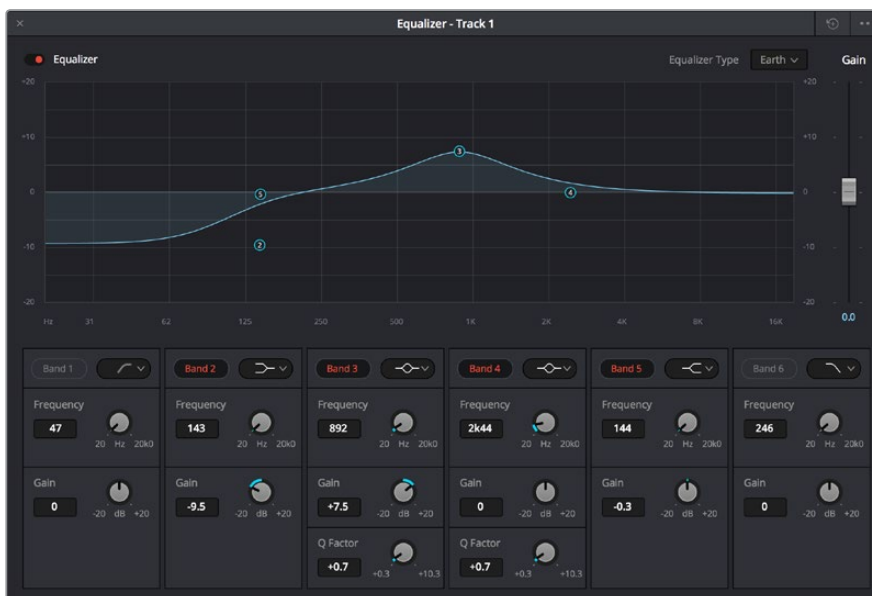 Equalizer - Track 1
Equalizer
Equalizer Type Earth Gain
+20 +20
+10 +10
0 0
-10 -10
-20 -20
5 3 4 2
Hz 31 62 125 250 500 1K 2K 4K 8K 16K
0.0
Band 1 Band 2 Band 3 Band 4 Band 5 Band 6
Frequency Frequency Frequency Frequency Frequency Frequency
47 143 892 2k44 144 246
20 Hz 20k0 20 Hz 20k0 20 Hz 20k0 20 Hz 20k0 20 Hz 20k0 20 Hz 20k0
Gain Gain Gain Gain Gain Gain
0 -9.5 +7.5 0 -0.3 0
-20 dB +20 -20 dB +20 -20 dB +20 -20 dB +20 -20 dB +20 -20 dB +20
Q Factor Q Factor
+0.7 +0.7
+0.3 +10.3 +0.3 +10.3